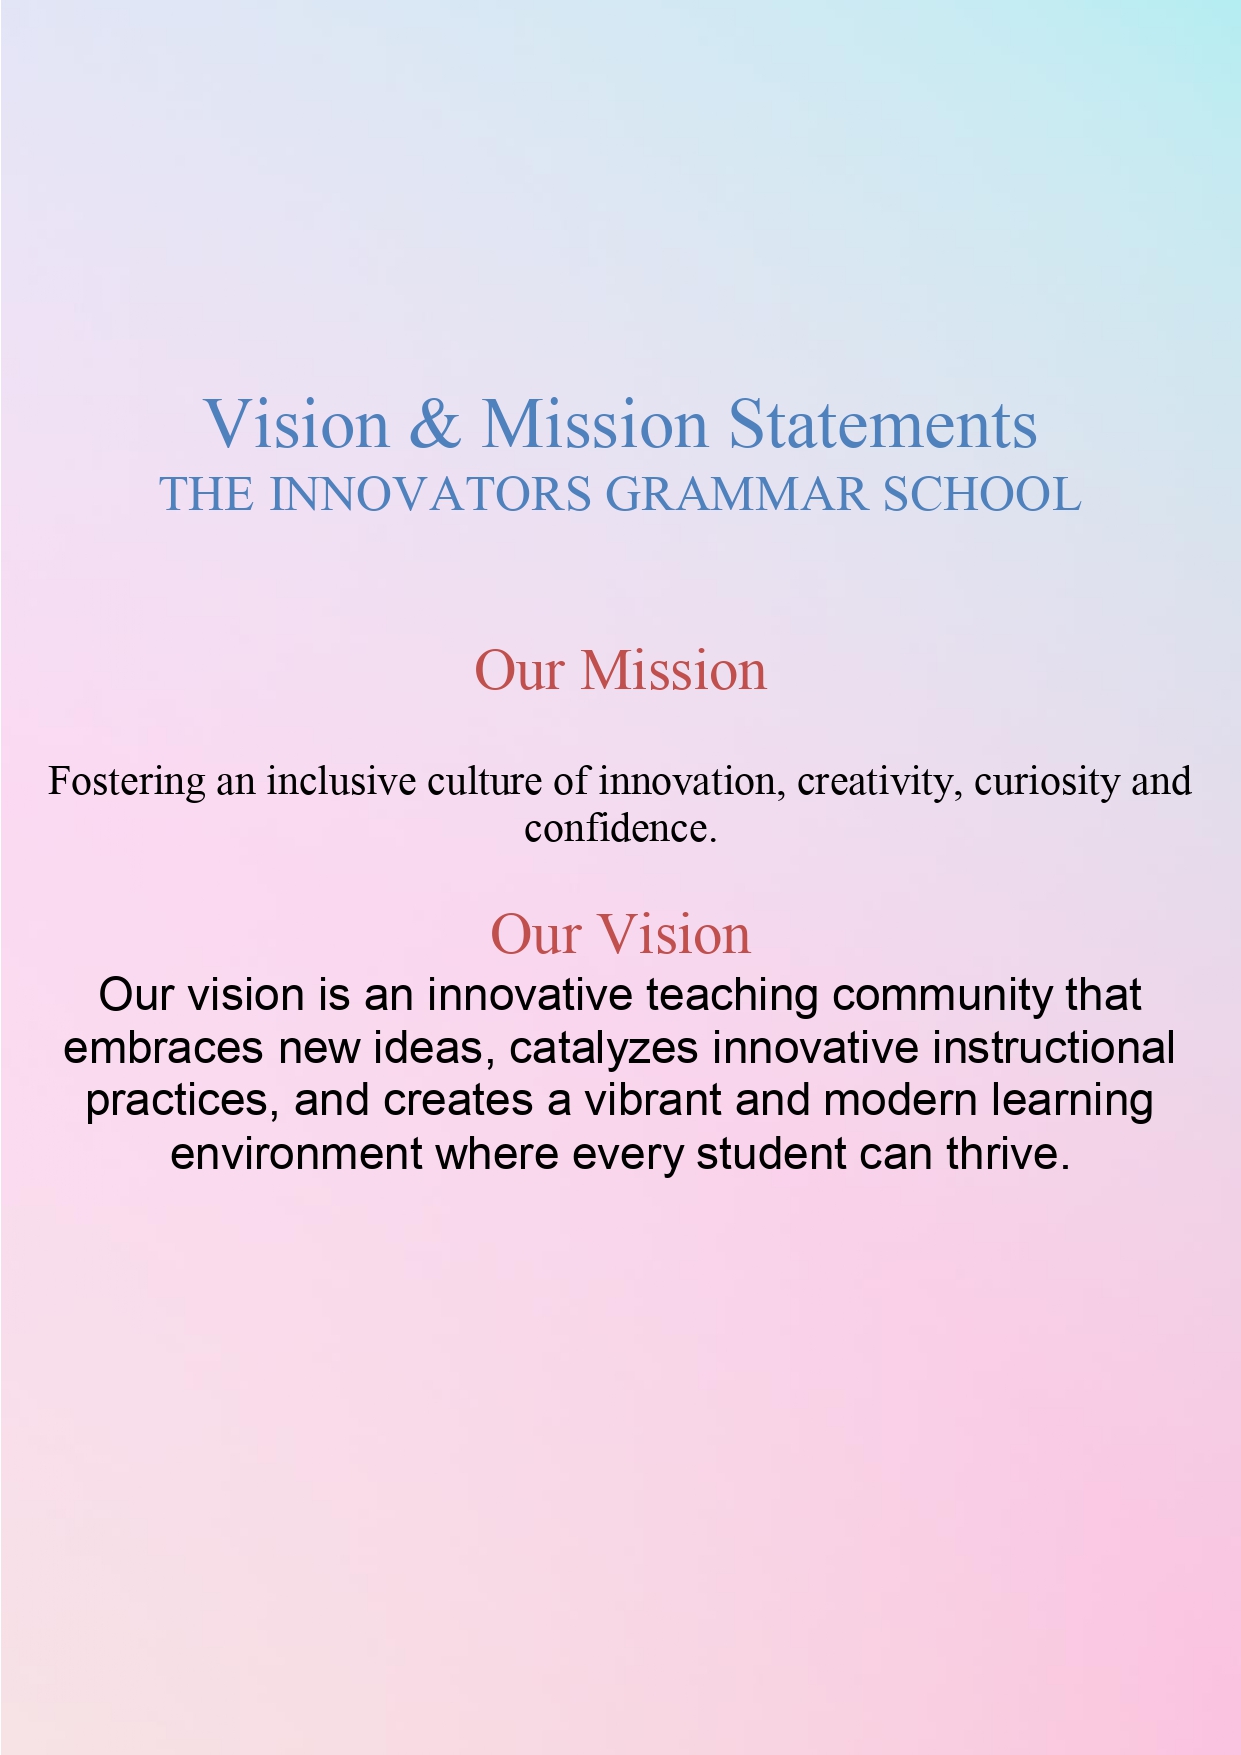 Vision & Mission Statements
THE INNOVATORS GRAMMAR SCHOOL
Our Mission
Fostering an inclusive culture of innovation, creativity, curiosity and
confidence.
Our Vision
Our vision is an innovative teaching community that
embraces new ideas, catalyzes innovative instructional
practices, and creates a vibrant and modern learning
environment where every student can thrive.